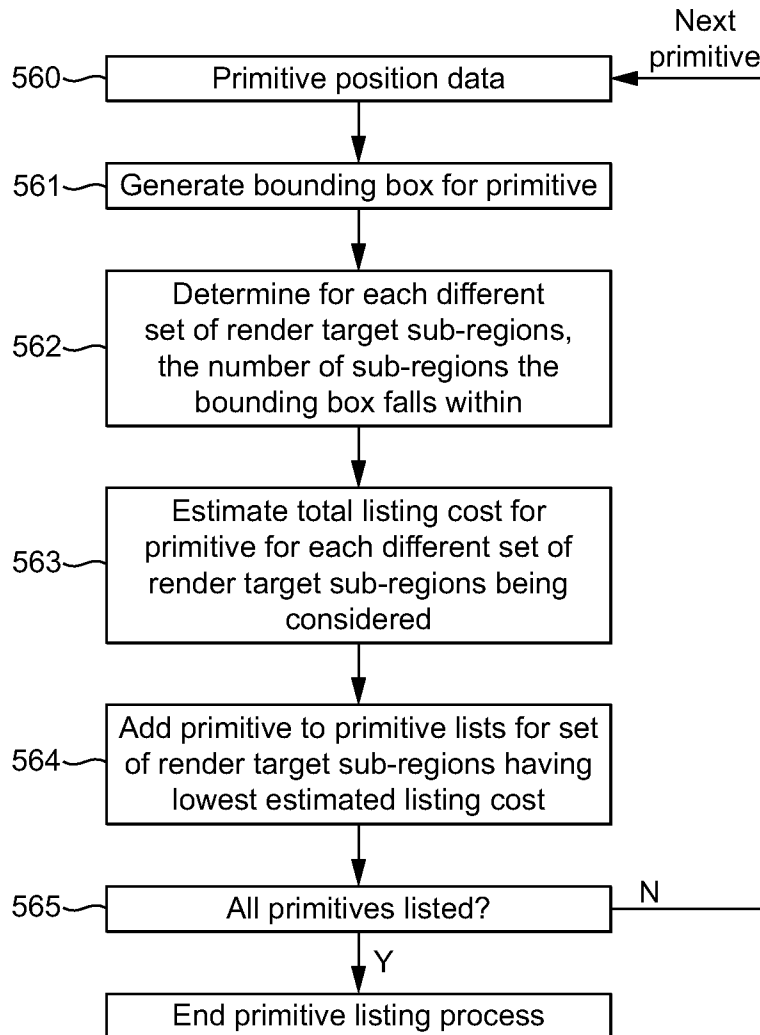 Next
primitive
560
Primitive position data
561
Generate bounding box for primitive
562
Determine for each different
set of render target sub-regions,
the number of sub-regions the
bounding box falls within
563
Estimate total listing cost for
primitive for each different set of
render target sub-regions being
considered
564
Add primitive to primitive lists for set
of render target sub-regions having
lowest estimated listing cost
565
All primitives listed?
N
Y
End primitive listing process